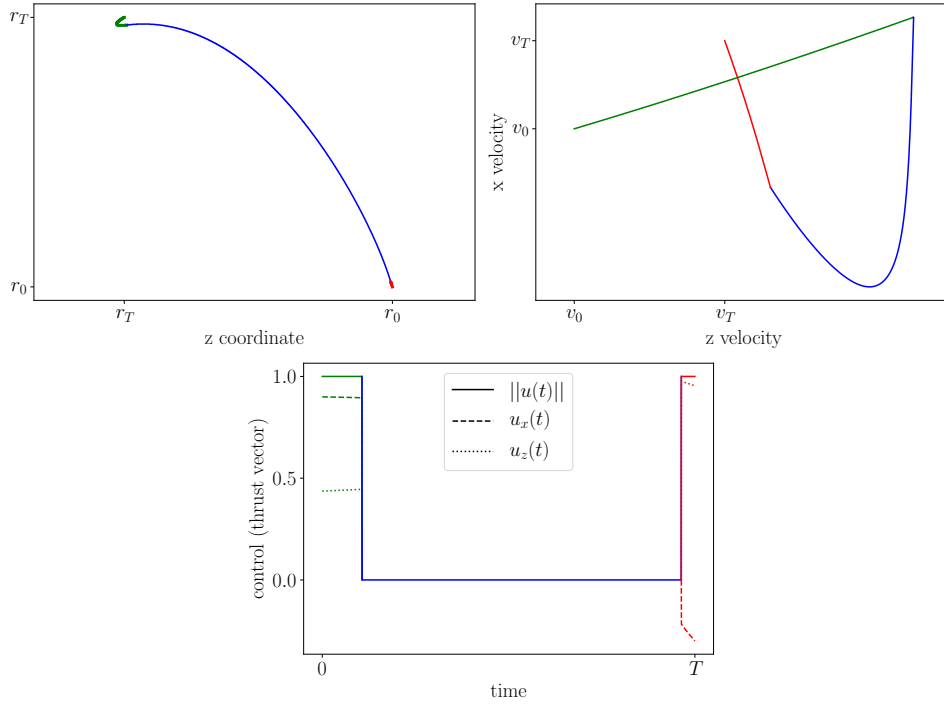 r_T
r_0
r_T
r_0
z coordinate
v_T
v_0
x velocity
v_0
v_T
z velocity
1.0
0.5
0.0
control (thrust vector)
||u(t)||
u_x(t)
u_z(t)
0
T
time